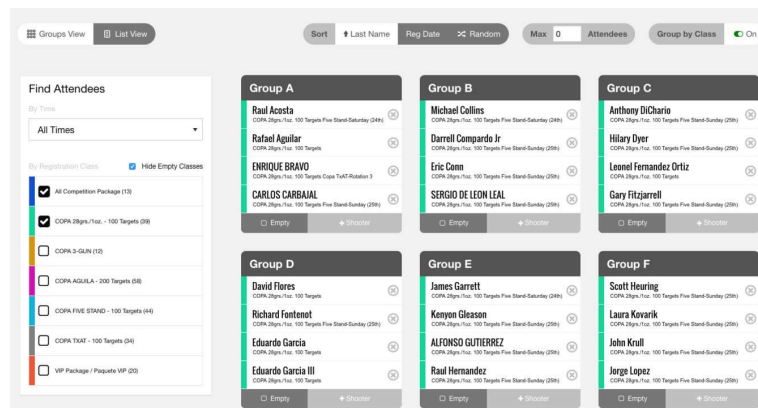 Groups View
List View
Sort
Last Name
Reg Date
Random
Max 0 Attendees
Group by Class
On
Find Attendees
By Time
All Times
By Registration Class
Hide Empty Classes
All Competition Package (13)
COPA 28grs./1oz. - 100 Targets (39)
COPA 3-GUN (12)
COPA AGUILA - 200 Targets (58)
COPA FIVE STAND - 100 Targets (44)
COPA TXAT - 100 Targets (34)
VIP Package / Paquete VIP (20)
Group A
Raul Acosta
COPA 28grs./1oz. 100 Targets Five Stand-Saturday (24th)
Rafael Aguilar
COPA 28grs./1oz. 100 Targets
ENRIQUE BRAVO
COPA 28grs./1oz. 100 Targets Copa TxAT-Rotation 3
CARLOS CARBAJAL
COPA 28grs./1oz. 100 Targets Five Stand-Sunday (25th)
Empty
+ Shooter
Group B
Michael Collins
COPA 28grs./1oz. 100 Targets Five Stand-Saturday (24th)
Darrell Compardo Jr
COPA 28grs./1oz. 100 Targets Five Stand-Sunday (25th)
Eric Conn
COPA 28grs./1oz. 100 Targets Five Stand-Sunday (25th)
SERGIO DE LEON LEAL
COPA 28grs./1oz. 100 Targets Five Stand-Sunday (25th)
Empty
+ Shooter
Group C
Anthony DiChario
COPA 28grs./1oz. 100 Targets Five Stand-Sunday (25th)
Hilary Dyer
COPA 28grs./1oz. 100 Targets Five Stand-Sunday (25th)
Leonel Fernandez Ortiz
COPA 28grs./1oz. 100 Targets
Gary Fitzjarrell
COPA 28grs./1oz. 100 Targets Five Stand-Sunday (25th)
Empty
+ Shooter
Group D
David Flores
COPA 28grs./1oz. 100 Targets
Richard Fontenot
COPA 28grs./1oz. 100 Targets Five Stand-Sunday (25th)
Eduardo Garcia
COPA 28grs./1oz. 100 Targets
Eduardo Garcia III
COPA 28grs./1oz. 100 Targets
Empty
+ Shooter
Group E
James Garrett
COPA 28grs./1oz. 100 Targets Five Stand-Saturday (24th)
Kenyon Gleason
COPA 28grs./1oz. 100 Targets Five Stand-Sunday (25th)
ALFONSO GUTIERREZ
COPA 28grs./1oz. 100 Targets Five Stand-Sunday (25th)
Raul Hernandez
COPA 28grs./1oz. 100 Targets Five Stand-Sunday (25th)
Empty
+ Shooter
Group F
Scott Heuring
COPA 28grs./1oz. 100 Targets Five Stand-Sunday (25th)
Laura Kovarik
COPA 28grs./1oz. 100 Targets Five Stand-Sunday (25th)
John Krull
COPA 28grs./1oz. 100 Targets Five Stand-Sunday (25th)
Jorge Lopez
COPA 28grs./1oz. 100 Targets Five Stand-Sunday (25th)
Empty
+ Shooter